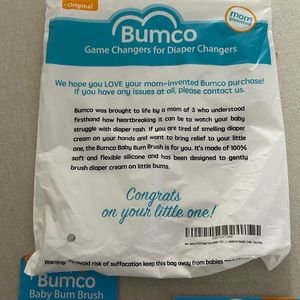 Original
Bumco
mom invented
Game Changers for Diaper Changers
We hope you LOVE your mom-invented Bumco purchase!
If you have any issues at all, please contact us.
Bumco was brought to life by a mom of 3 who understood
firsthand how heartbreaking it can be to watch your baby
struggle with diaper rash. If you are tired of smelling diaper
cream on your hands and want to bring relief to your little
one, the Bumco Baby Bum Brush is for you. It's made of 100%
soft and flexible silicone and has been designed to gently
brush diaper cream on little bums.
Congrats
on your little one!
Warning: To avoid risk of suffocation keep this bag away from babies and
Bumco
Baby Bum Brush